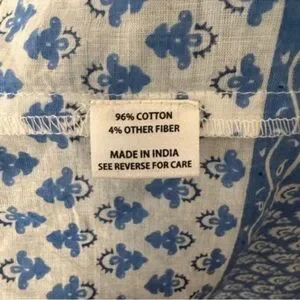 96% COTTON
4% OTHER FIBER
MADE IN INDIA
SEE REVERSE FOR CARE